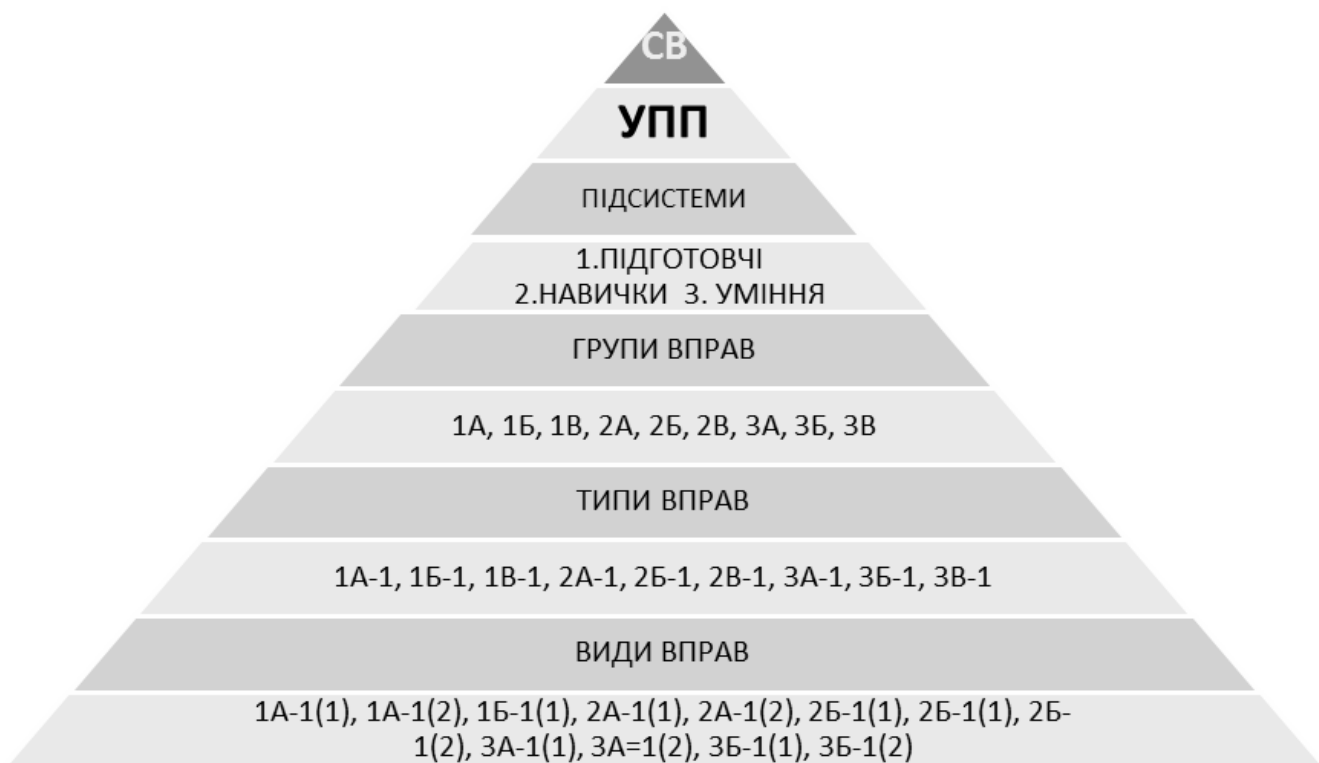 СВ
УПП
ПІДСИСТЕМИ
1.ПІДГОТОВЧІ
2.НАВИЧКИ 3. УМІННЯ
ГРУПИ ВПРАВ
1А, 1Б, 1В, 2А, 2Б, 2В, 3А, 3Б, 3В
ТИПИ ВПРАВ
1А-1, 1Б-1, 1В-1, 2А-1, 2Б-1, 2В-1, 3А-1, 3Б-1, 3В-1
ВИДИ ВПРАВ
1А-1(1), 1А-1(2), 1Б-1(1), 2А-1(1), 2А-1(2), 2Б-1(1), 2Б-1(1), 2Б-
1(2), 3А-1(1), 3А=1(2), 3Б-1(1), 3Б-1(2)